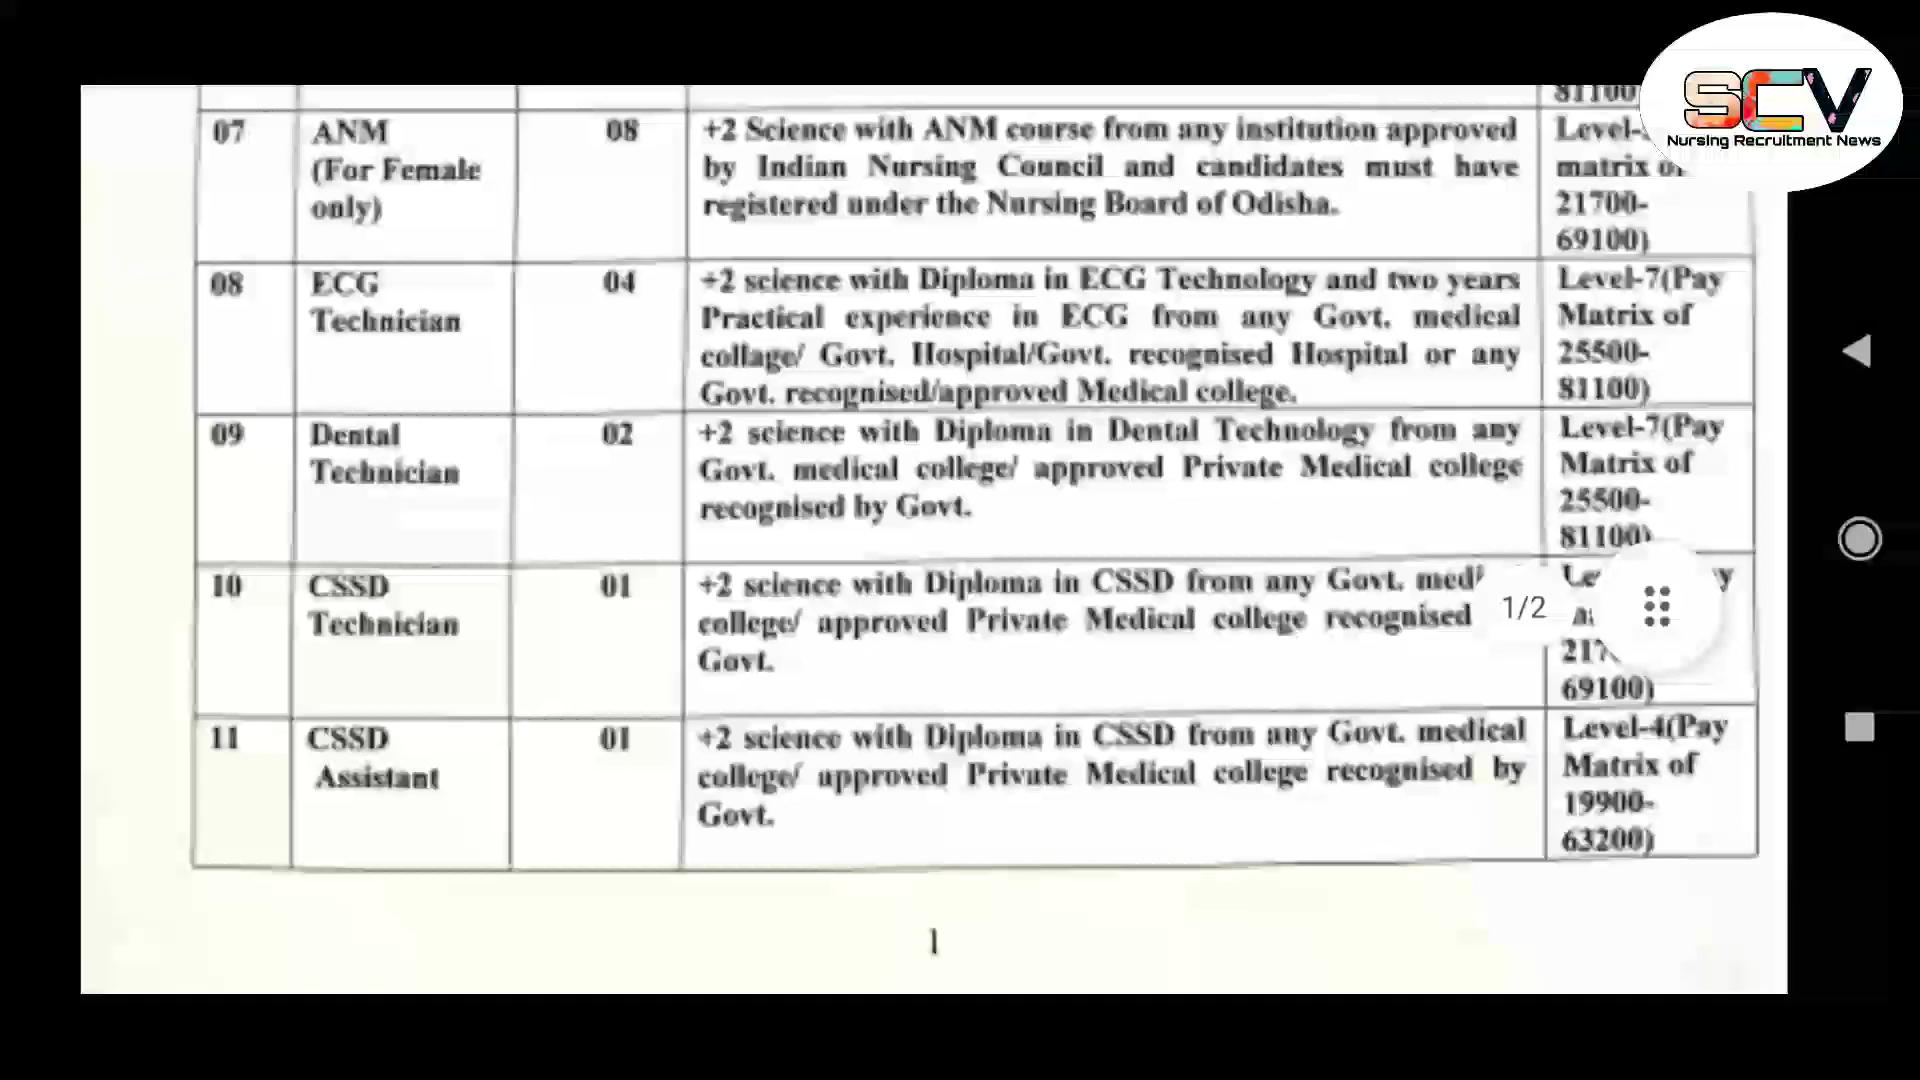 81100
07 ANM 08 +2 Science with ANM course from any institution approved Level-
(For Female by Indian Nursing Council and candidates must have matrix of
only) registered under the Nursing Board of Odisha. 21700-
69100)
08 ECG 04 +2 science with Diploma in ECG Technology and two years Level-7(Pay
Technician Practical experience in ECG from any Govt. medical Matrix of
collage/ Govt. Hospital/Govt. recognised Hospital or any 25500-
Govt. recognised/approved Medical college. 81100)
09 Dental 02 +2 science with Diploma in Dental Technology from any Level-7(Pay
Technician Govt. medical college/ approved Private Medical college Matrix of
recognised by Govt. 25500-
81100)
10 CSSD 01 +2 science with Diploma in CSSD from any Govt.
Technician college/ approved Private Medical college recognised
Govt.
69100)
11 CSSD 01 +2 science with Diploma in CSSD from any Govt. medical Level-4(Pay
Assistant college/ approved Private Medical college recognised by Matrix of
Govt. 19900-
63200)
1
1/2
SCV
Nursing Recruitment News